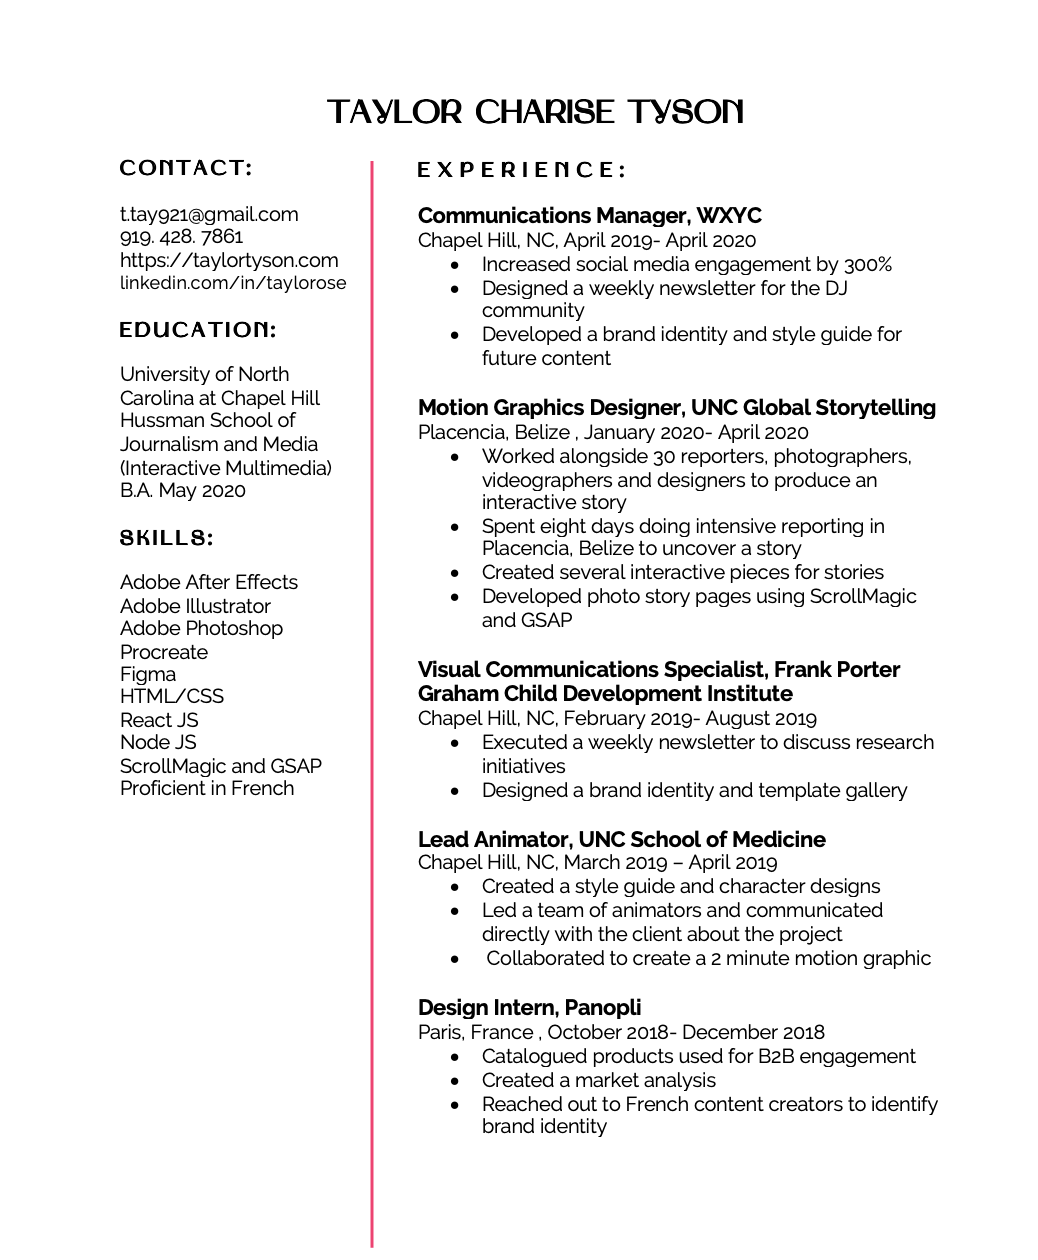 TAYLOR CHARISE TYSON
CONTACT:
t.tay921@gmail.com
919. 428. 7861
https://taylortyson.com
linkedin.com/in/taylorose
EDUCATION:
University of North
Carolina at Chapel Hill
Hussman School of
Journalism and Media
(Interactive Multimedia)
B.A. May 2020
SKILLS:
Adobe After Effects
Adobe Illustrator
Adobe Photoshop
Procreate
Figma
HTML/CSS
React JS
Node JS
ScrollMagic and GSAP
Proficient in French
EXPERIENCE:
Communications Manager, WXYC
Chapel Hill, NC, April 2019- April 2020
• Increased social media engagement by 300%
• Designed a weekly newsletter for the DJ
community
• Developed a brand identity and style guide for
future content
Motion Graphics Designer, UNC Global Storytelling
Placencia, Belize , January 2020- April 2020
• Worked alongside 30 reporters, photographers,
videographers and designers to produce an
interactive story
• Spent eight days doing intensive reporting in
Placencia, Belize to uncover a story
• Created several interactive pieces for stories
• Developed photo story pages using ScrollMagic
and GSAP
Visual Communications Specialist, Frank Porter
Graham Child Development Institute
Chapel Hill, NC, February 2019- August 2019
• Executed a weekly newsletter to discuss research
initiatives
• Designed a brand identity and template gallery
Lead Animator, UNC School of Medicine
Chapel Hill, NC, March 2019 – April 2019
• Created a style guide and character designs
• Led a team of animators and communicated
directly with the client about the project
• Collaborated to create a 2 minute motion graphic
Design Intern, Panopli
Paris, France , October 2018- December 2018
• Catalogued products used for B2B engagement
• Created a market analysis
• Reached out to French content creators to identify
brand identity